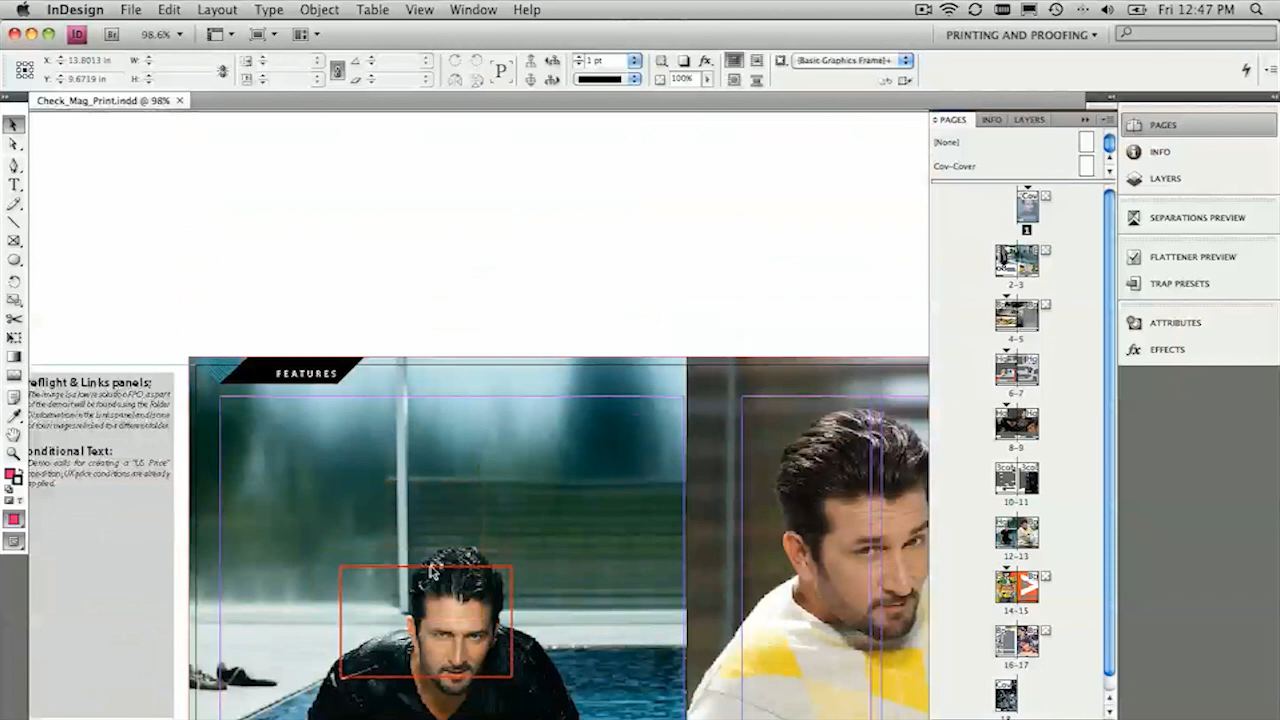 InDesign File Edit Layout Type Object Table View Window Help Fri 12:47 PM
ID Br 98.6% PRINTING AND PROOFING
X: 13.8013 in W: 1 pt [Basic Graphics Frame]+
Y: 9.6719 in H: 100%
Check_Mag_Print.indd @ 98%
PAGES INFO LAYERS
[None]
Cov-Cover
1
2-3
4-5
6-7
8-9
10-11
12-13
14-15
16-17
PAGES
INFO
LAYERS
SEPARATIONS PREVIEW
FLATTENER PREVIEW
TRAP PRESETS
ATTRIBUTES
EFFECTS
FEATURES
reflight & Links panels;
onditional Text: